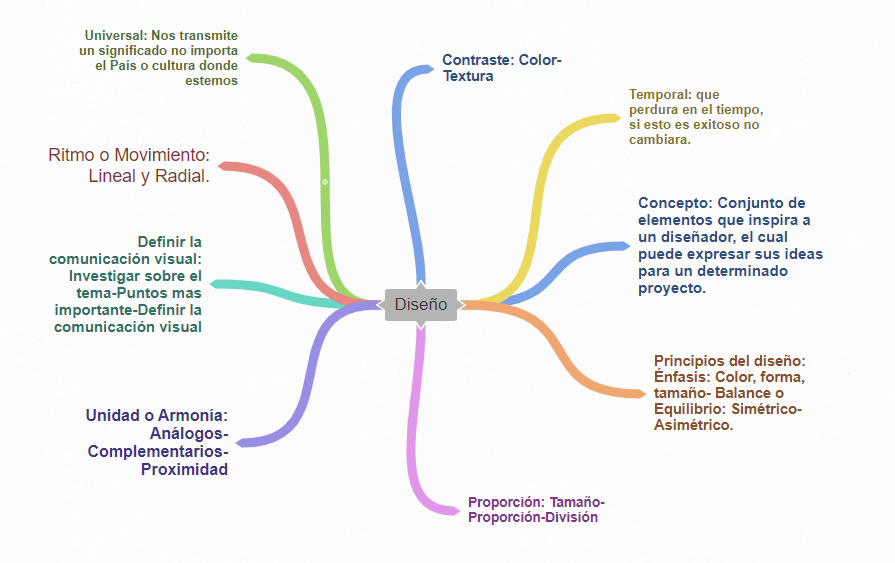 Universal: Nos transmite
un significado no importa
el País o cultura donde
estemos
Contraste: Color-
Textura
Temporal: que
perdura en el tiempo,
si esto es exitoso no
cambiara.
Ritmo o Movimiento:
Lineal y Radial.
Concepto: Conjunto de
elementos que inspira a
un diseñador, el cual
puede expresar sus ideas
para un determinado
proyecto.
Definir la
comunicación visual:
Investigar sobre el
tema-Puntos mas
importante-Definir la
comunicación visual
Diseño
Principios del diseño:
Énfasis: Color, forma,
tamaño- Balance o
Equilibrio: Simétrico-
Asimétrico.
Unidad o Armonía:
Análogos-
Complementarios-
Proximidad
Proporción: Tamaño-
Proporción-División